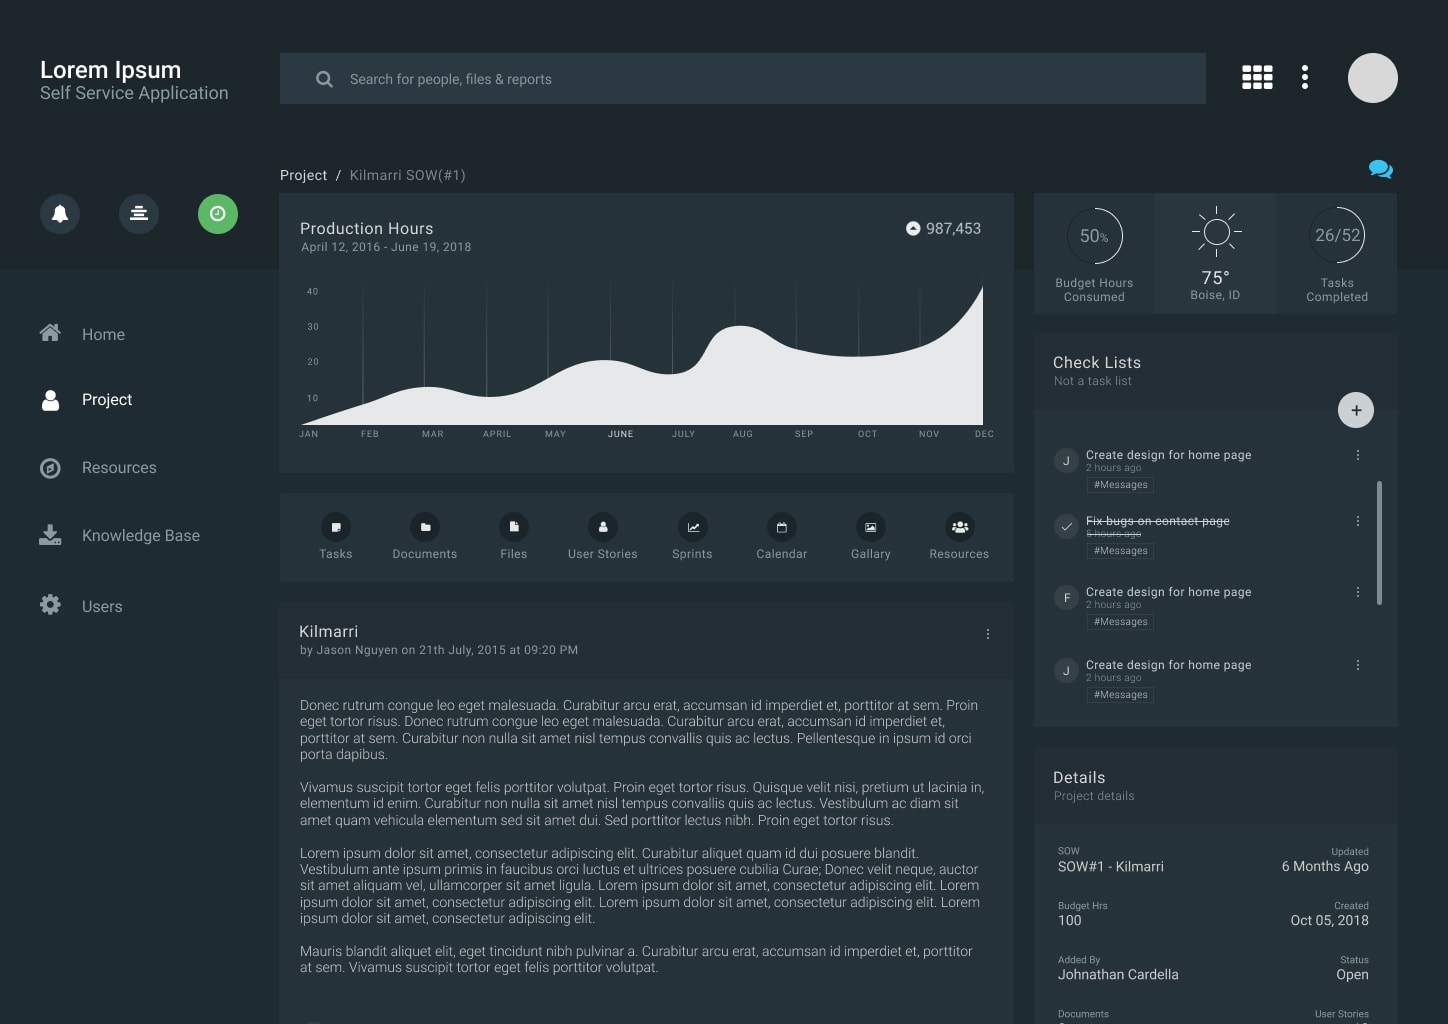 Lorem Ipsum
Self Service Application
Search for people, files & reports
Project / Kilmarri SOW(#1)
Production Hours
April 12, 2016 - June 19, 2018
987,453
40
30
20
10
JAN FEB MAR APRIL MAY JUNE JULY AUG SEP OCT NOV DEC
50%
Budget Hours
Consumed
75°
Boise, ID
26/52
Tasks
Completed
Home
Project
Resources
Knowledge Base
Users
Tasks Documents Files User Stories Sprints Calendar Gallary Resources
Kilmarri
by Jason Nguyen on 21th July, 2015 at 09:20 PM
Donec rutrum congue leo eget malesuada. Curabitur arcu erat, accumsan id imperdiet et, porttitor at sem. Proin
eget tortor risus. Donec rutrum congue leo eget malesuada. Curabitur arcu erat, accumsan id imperdiet et,
porttitor at sem. Curabitur non nulla sit amet nisl tempus convallis quis ac lectus. Pellentesque in ipsum id orci
porta dapibus.
Vivamus suscipit tortor eget felis porttitor volutpat. Proin eget tortor risus. Quisque velit nisi, pretium ut lacinia in,
elementum id enim. Curabitur non nulla sit amet nisl tempus convallis quis ac lectus. Vestibulum ac diam sit
amet quam vehicula elementum sed sit amet dui. Sed porttitor lectus nibh. Proin eget tortor risus.
Lorem ipsum dolor sit amet, consectetur adipiscing elit. Curabitur aliquet quam id dui posuere blandit.
Vestibulum ante ipsum primis in faucibus orci luctus et ultrices posuere cubilia Curae; Donec velit neque, auctor
sit amet aliquam vel, ullamcorper sit amet ligula. Lorem ipsum dolor sit amet, consectetur adipiscing elit. Lorem
ipsum dolor sit amet, consectetur adipiscing elit. Lorem ipsum dolor sit amet, consectetur adipiscing elit. Lorem
ipsum dolor sit amet, consectetur adipiscing elit.
Mauris blandit aliquet elit, eget tincidunt nibh pulvinar a. Curabitur arcu erat, accumsan id imperdiet et, porttitor
at sem. Vivamus suscipit tortor eget felis porttitor volutpat.
Check Lists
Not a task list
+
J
Create design for home page
2 hours ago
#Messages
Fix bugs on contact page
5 hours ago
#Messages
F
Create design for home page
2 hours ago
#Messages
J
Create design for home page
2 hours ago
#Messages
Details
Project details
SOW Updated
SOW#1 - Kilmarri 6 Months Ago
Budget Hrs Created
100 Oct 05, 2018
Added By Status
Johnathan Cardella Open
Documents User Stories